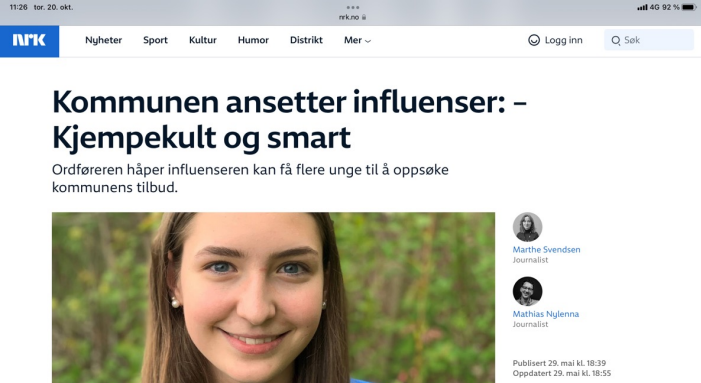 11:26 tor. 20. okt.
nrk.no
4G 92 %
NRK
Nyheter Sport Kultur Humor Distrikt Mer
Logg inn
Søk
Kommunen ansetter influenser: –
Kjempekult og smart
Ordføreren håper influenseren kan få flere unge til å oppsøke
kommunens tilbud.
Marthe Svendsen
Journalist
Mathias Nylenna
Journalist
Publisert 29. mai kl. 18:39
Oppdatert 29. mai kl. 18:55